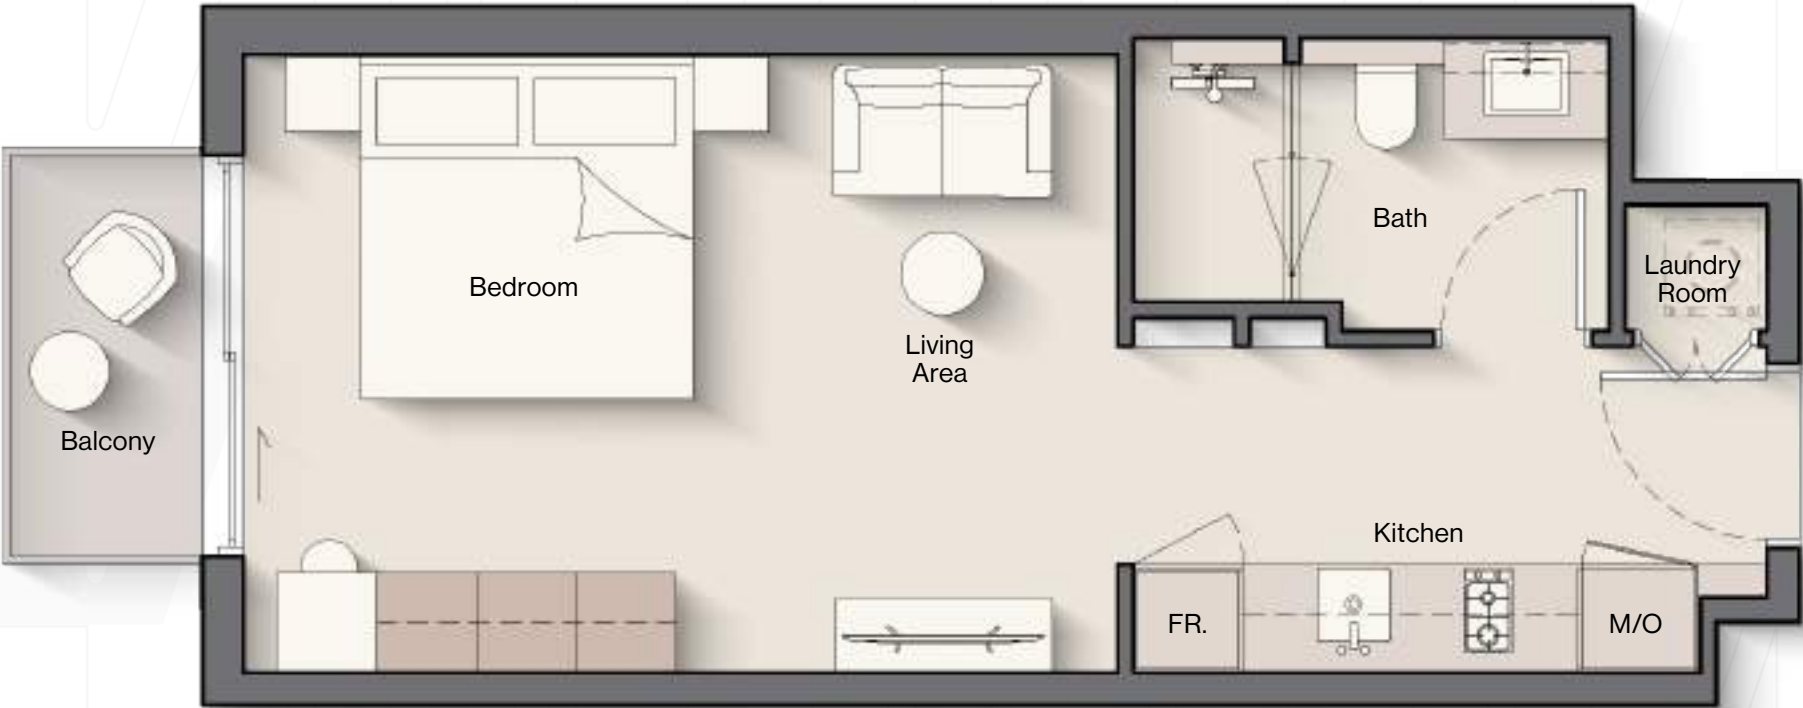 Bath
Laundry
Room
Bedroom
Living
Area
Balcony
Kitchen
FR.
M/O